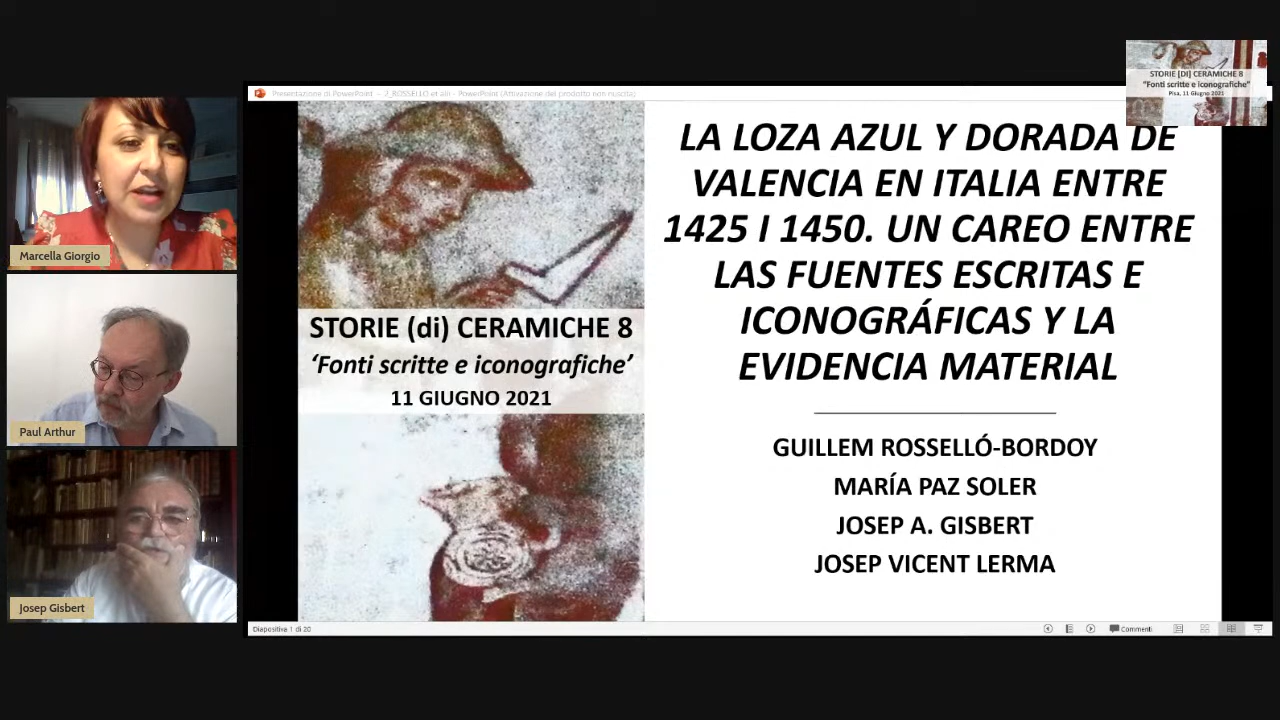 STORIE [DI] CERAMICHE 8
“Fonti scritte e iconografiche”
Pisa, 11 Giugno 2021
Marcella Giorgio
Paul Arthur
Josep Gisbert
Presentazione di PowerPoint - 2_ROSSELLO et alii - PowerPoint (Attivazione del prodotto non riuscita)
STORIE (di) CERAMICHE 8
‘Fonti scritte e iconografiche’
11 GIUGNO 2021
LA LOZA AZUL Y DORADA DE
VALENCIA EN ITALIA ENTRE
1425 I 1450. UN CAREO ENTRE
LAS FUENTES ESCRITAS E
ICONOGRÁFICAS Y LA
EVIDENCIA MATERIAL
GUILLEM ROSSELLÓ-BORDOY
MARÍA PAZ SOLER
JOSEP A. GISBERT
JOSEP VICENT LERMA
Diapositiva 1 di 20
Commenti